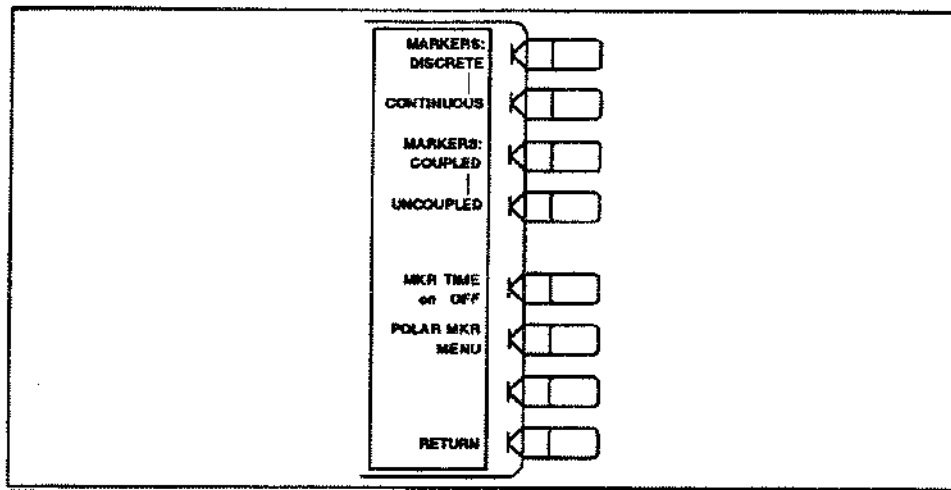 MARKERS:
DISCRETE
CONTINUOUS
MARKERS:
COUPLED
UNCOUPLED
MKR TIME
on OFF
POLAR MKR
MENU
RETURN